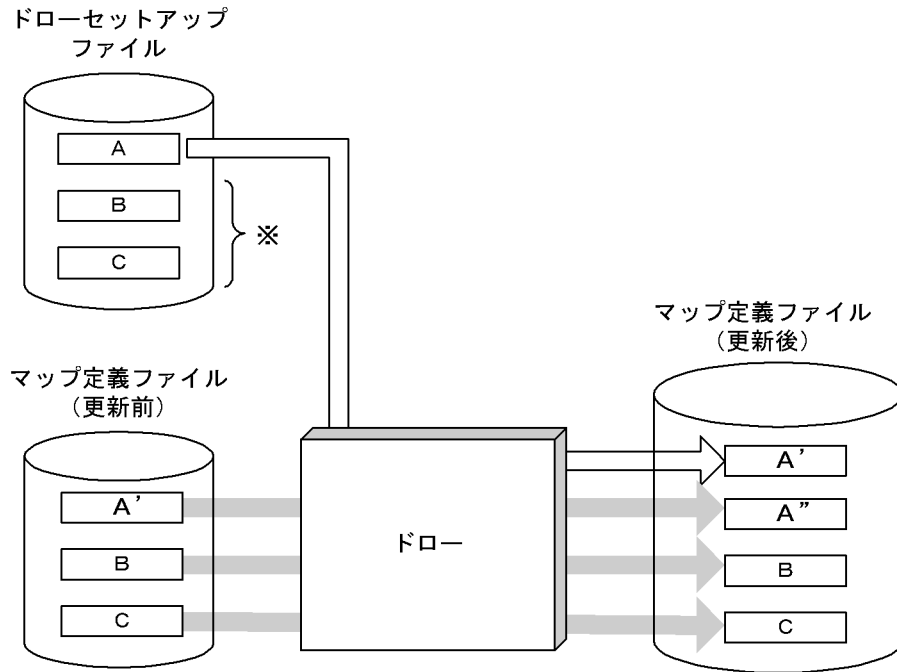 ドローセットアップ
ファイル
A
B
C
※
マップ定義ファイル
（更新前）
A’
B
C
ドロー
マップ定義ファイル
（更新後）
A’
A”
B
C